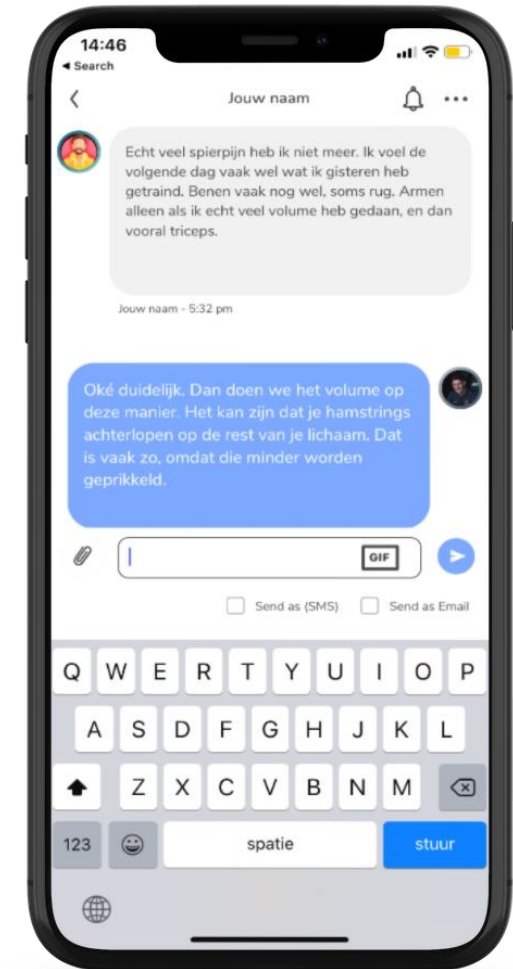 14:46
◄ Search
Jouw naam
Echt veel spierpijn heb ik niet meer. Ik voel de
volgende dag vaak wel wat ik gisteren heb
getraind. Benen vaak nog wel, soms rug. Armen
alleen als ik echt veel volume heb gedaan, en dan
vooral triceps.
Jouw naam - 5:32 pm
Oké duidelijk. Dan doen we het volume op
deze manier. Het kan zijn dat je hamstrings
achterlopen op de rest van je lichaam. Dat
is vaak zo, omdat die minder worden
geprikkeld.
GIF
Send as (SMS) Send as Email
Q W E R T Y U I O P
A S D F G H J K L
Z X C V B N M
123 spatie stuur